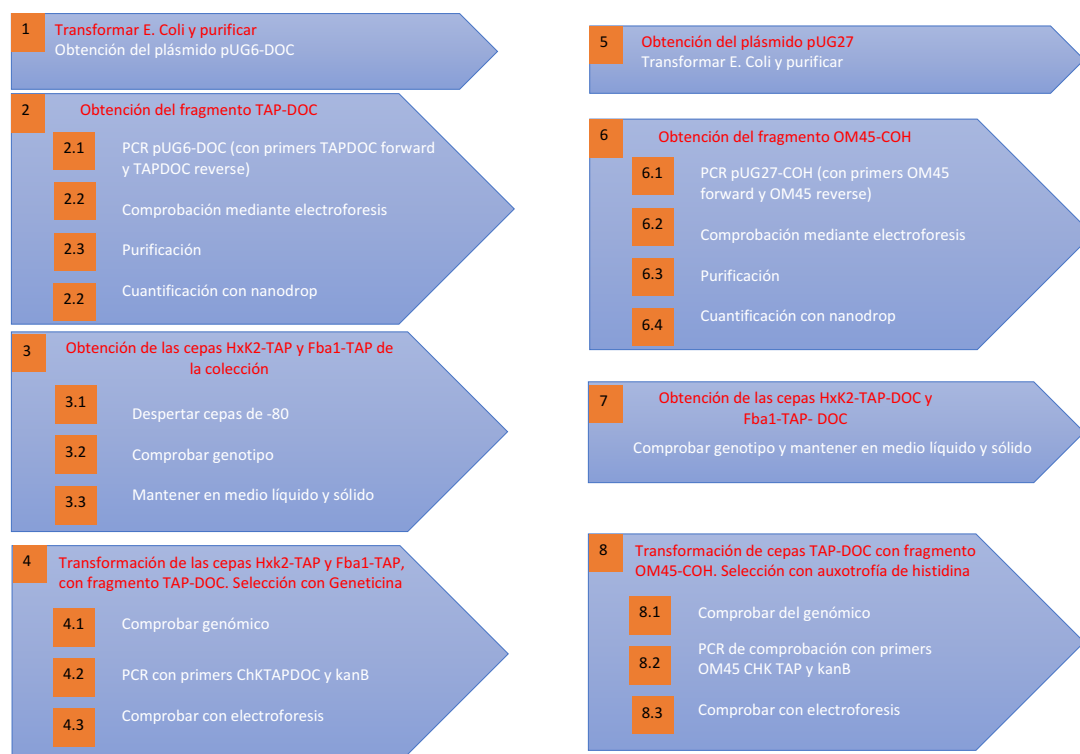 1
Transformar E. Coli y purificar
Obtención del plásmido pUG6-DOC
2
Obtención del fragmento TAP-DOC
2.1
PCR pUG6-DOC (con primers TAPDOC forward
y TAPDOC reverse)
2.2
Comprobación mediante electroforesis
2.3
Purificación
2.2
Cuantificación con nanodrop
3
Obtención de las cepas HxK2-TAP y Fba1-TAP de
la colección
3.1
Despertar cepas de -80
3.2
Comprobar genotipo
3.3
Mantener en medio líquido y sólido
4
Transformación de las cepas Hxk2-TAP y Fba1-TAP,
con fragmento TAP-DOC. Selección con Geneticina
4.1
Comprobar genómico
4.2
PCR con primers ChKTAPDOC y kanB
4.3
Comprobar con electroforesis
5
Obtención del plásmido pUG27
Transformar E. Coli y purificar
6
Obtención del fragmento OM45-COH
6.1
PCR pUG27-COH (con primers OM45
forward y OM45 reverse)
6.2
Comprobación mediante electroforesis
6.3
Purificación
6.4
Cuantificación con nanodrop
7
Obtención de las cepas HxK2-TAP-DOC y
Fba1-TAP- DOC
Comprobar genotipo y mantener en medio líquido y sólido
8
Transformación de cepas TAP-DOC con fragmento
OM45-COH. Selección con auxotrofía de histidina
8.1
Comprobar del genómico
8.2
PCR de comprobación con primers
OM45 CHK TAP y kanB
8.3
Comprobar con electroforesis